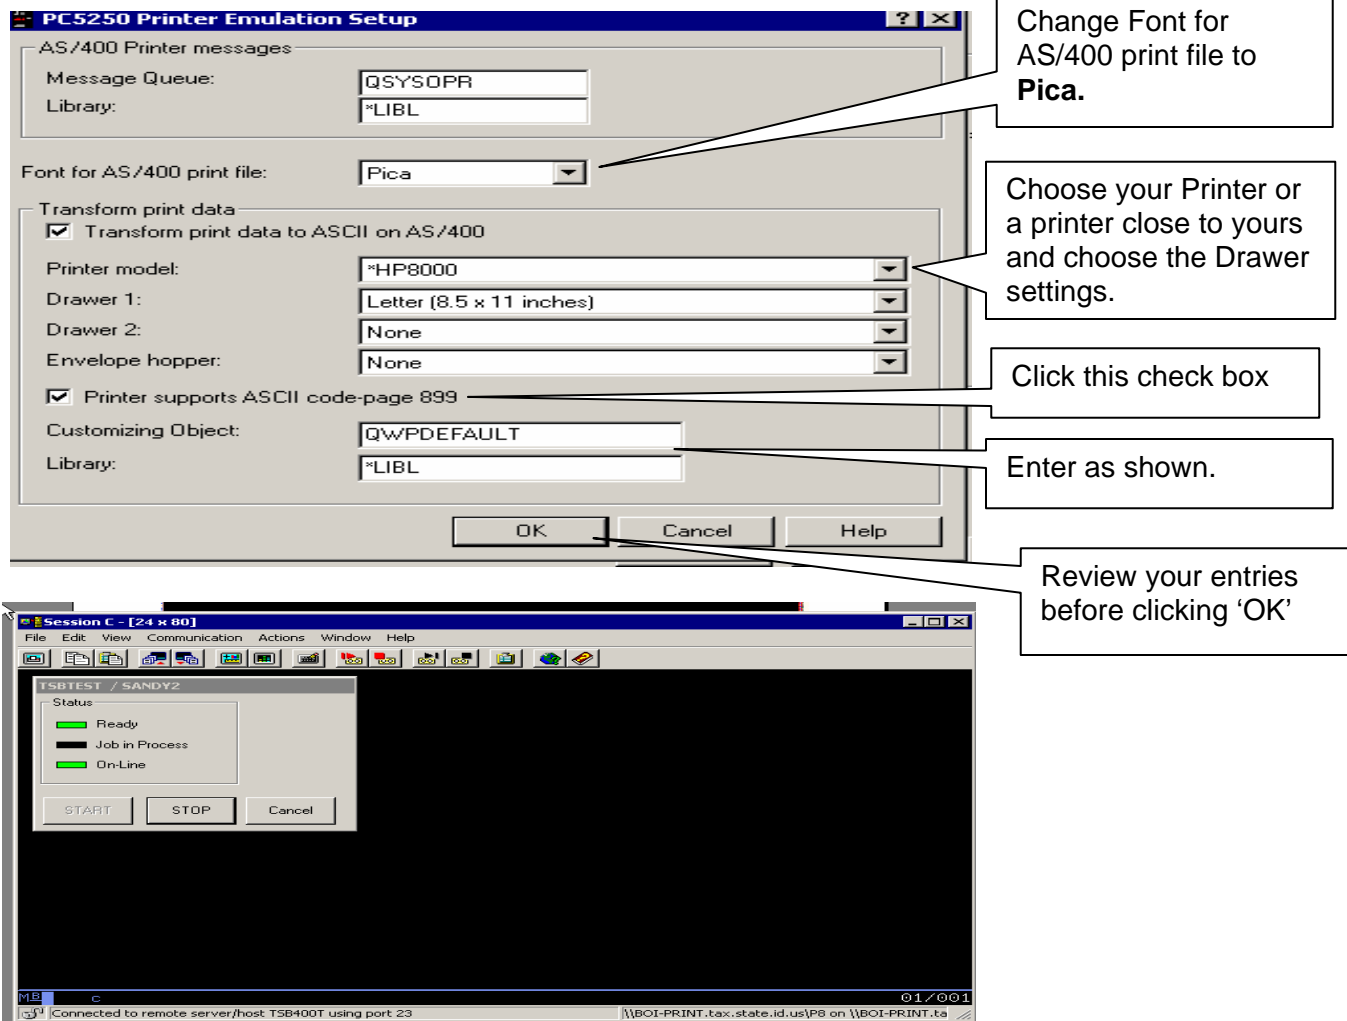 PC5250 Printer Emulation Setup
AS/400 Printer messages
Message Queue: QSYSOPR
Library: *LIBL
Font for AS/400 print file: Pica
Transform print data
Transform print data to ASCII on AS/400
Printer model: *HP8000
Drawer 1: Letter (8.5 x 11 inches)
Drawer 2: None
Envelope hopper: None
Printer supports ASCII code-page 899
Customizing Object: QWPDEFAULT
Library: *LIBL
OK Cancel Help
Change Font for
AS/400 print file to
Pica.
Choose your Printer or
a printer close to yours
and choose the Drawer
settings.
Click this check box
Enter as shown.
Review your entries
before clicking ‘OK’
Session C - [24 x 80]
File Edit View Communication Actions Window Help
TSBTEST / SANDY2
Status
Ready
Job in Process
On-Line
START STOP Cancel
MB C 01/001
Connected to remote server/host TSB400T using port 23 \\BOI-PRINT.tax.state.id.us\P8 on \\BOI-PRINT.ta